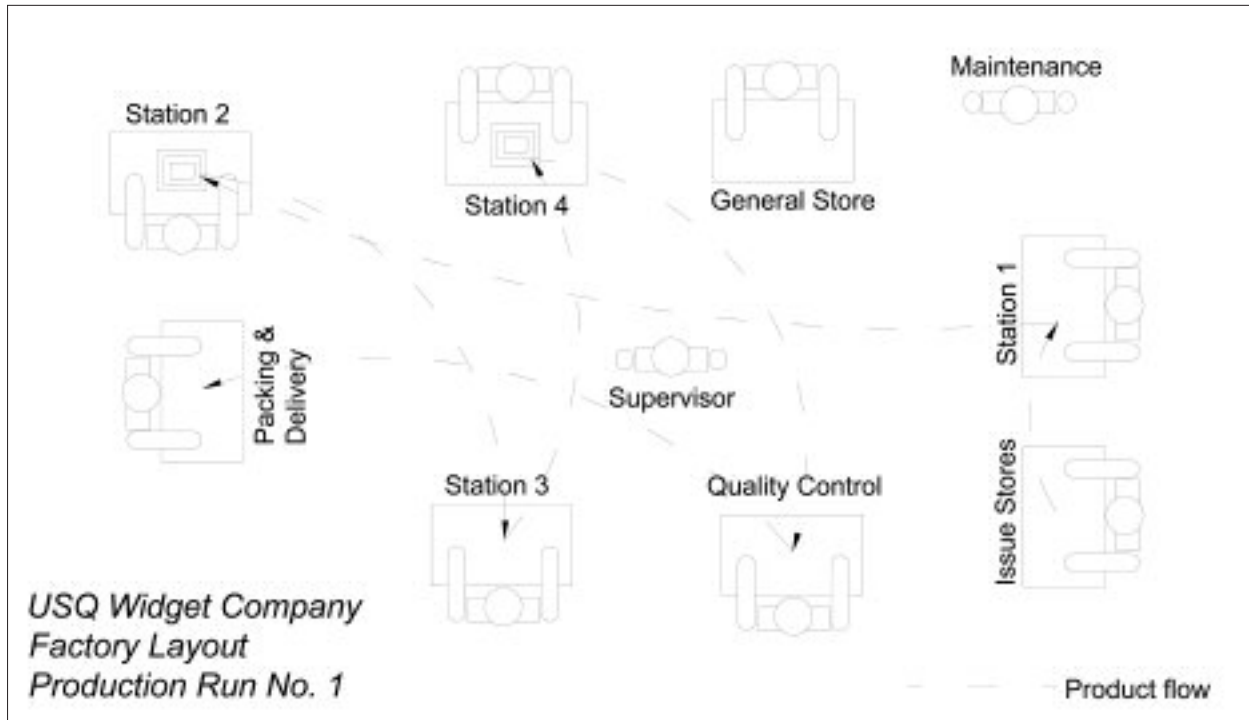 Maintenance
Station 2
Station 4
General Store
Station 1
Packing &
Delivery
Supervisor
Station 3
Quality Control
Issue Stores
USQ Widget Company
Factory Layout
Production Run No. 1
Product flow